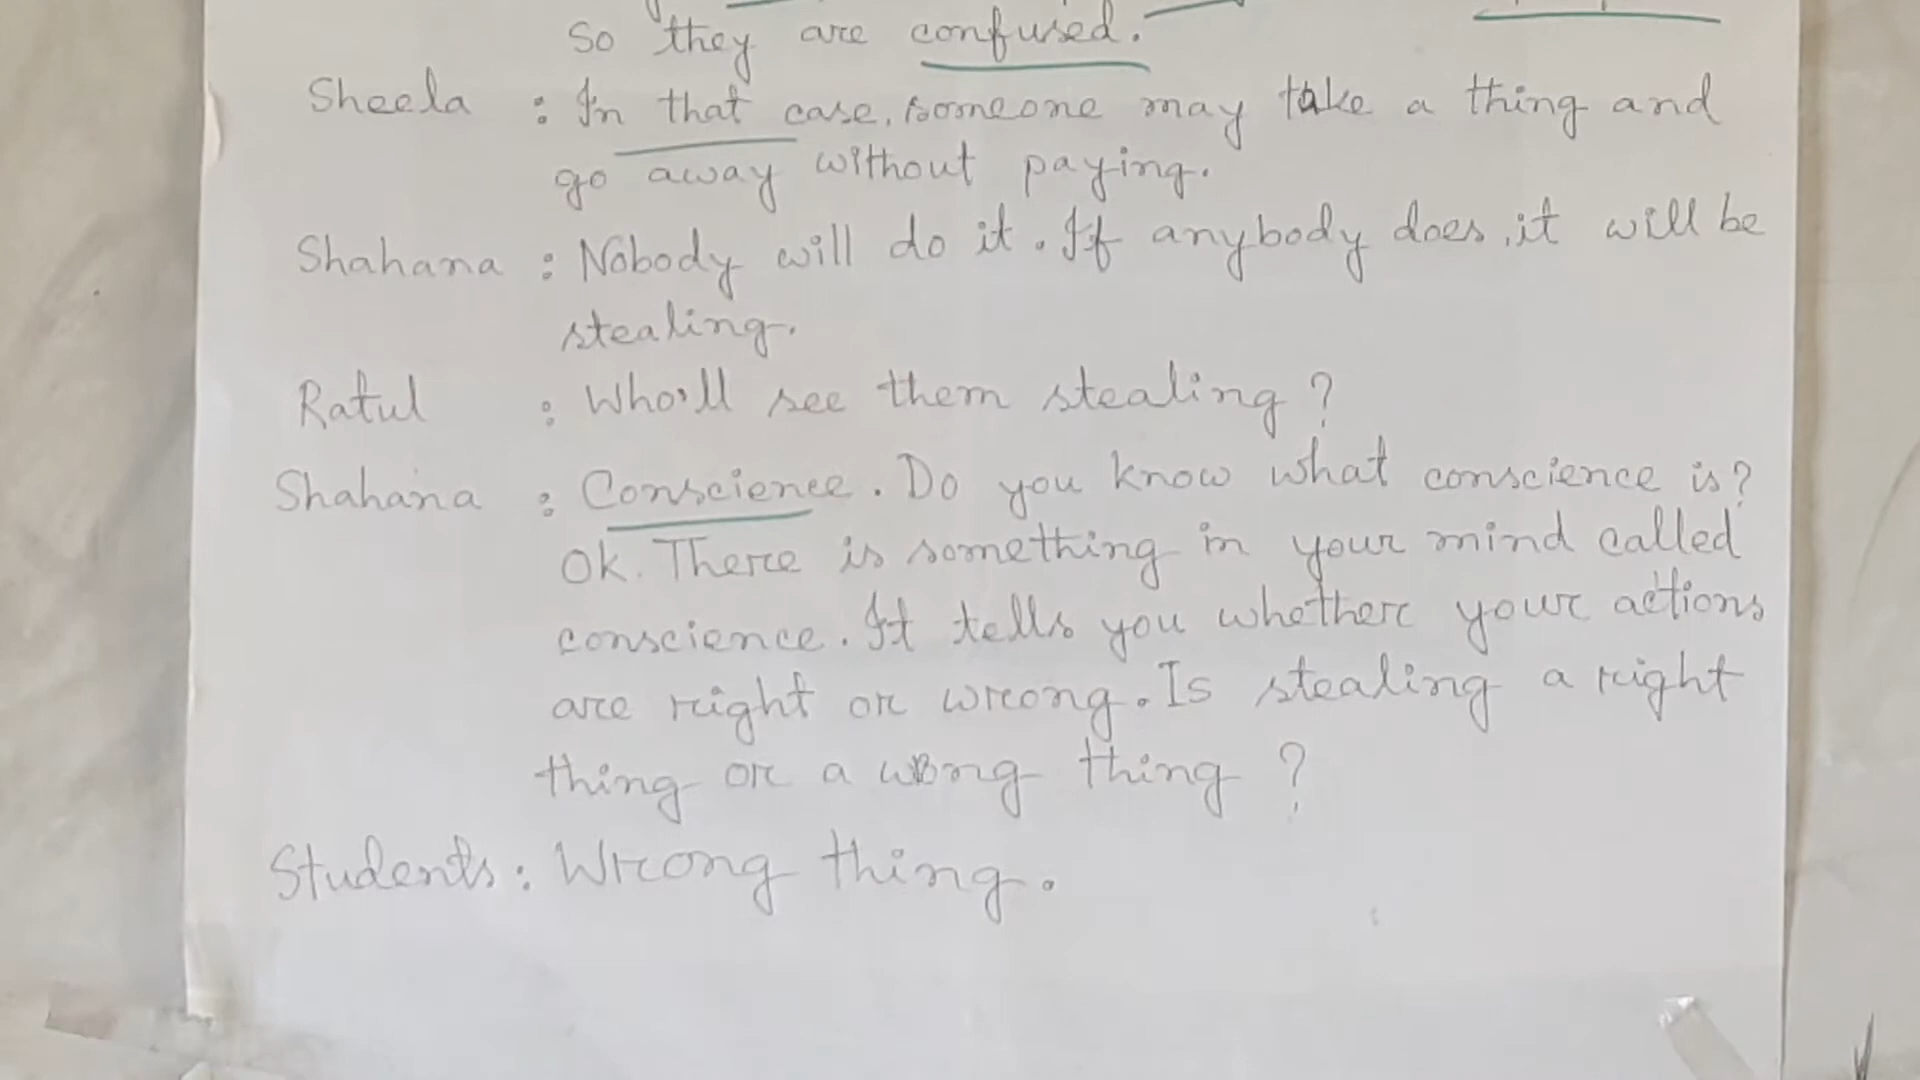 So they are confused.
Sheela : In that case, someone may take a thing and
go away without paying.
Shahana : Nobody will do it. If anybody does, it will be
stealing.
Ratul : Who'll see them stealing?
Shahana : Conscience. Do you know what conscience is?
Ok. There is something in your mind called
conscience. It tells you whether your actions
are right or wrong. Is stealing a right
thing or a wrong thing?
Students: Wrong thing.